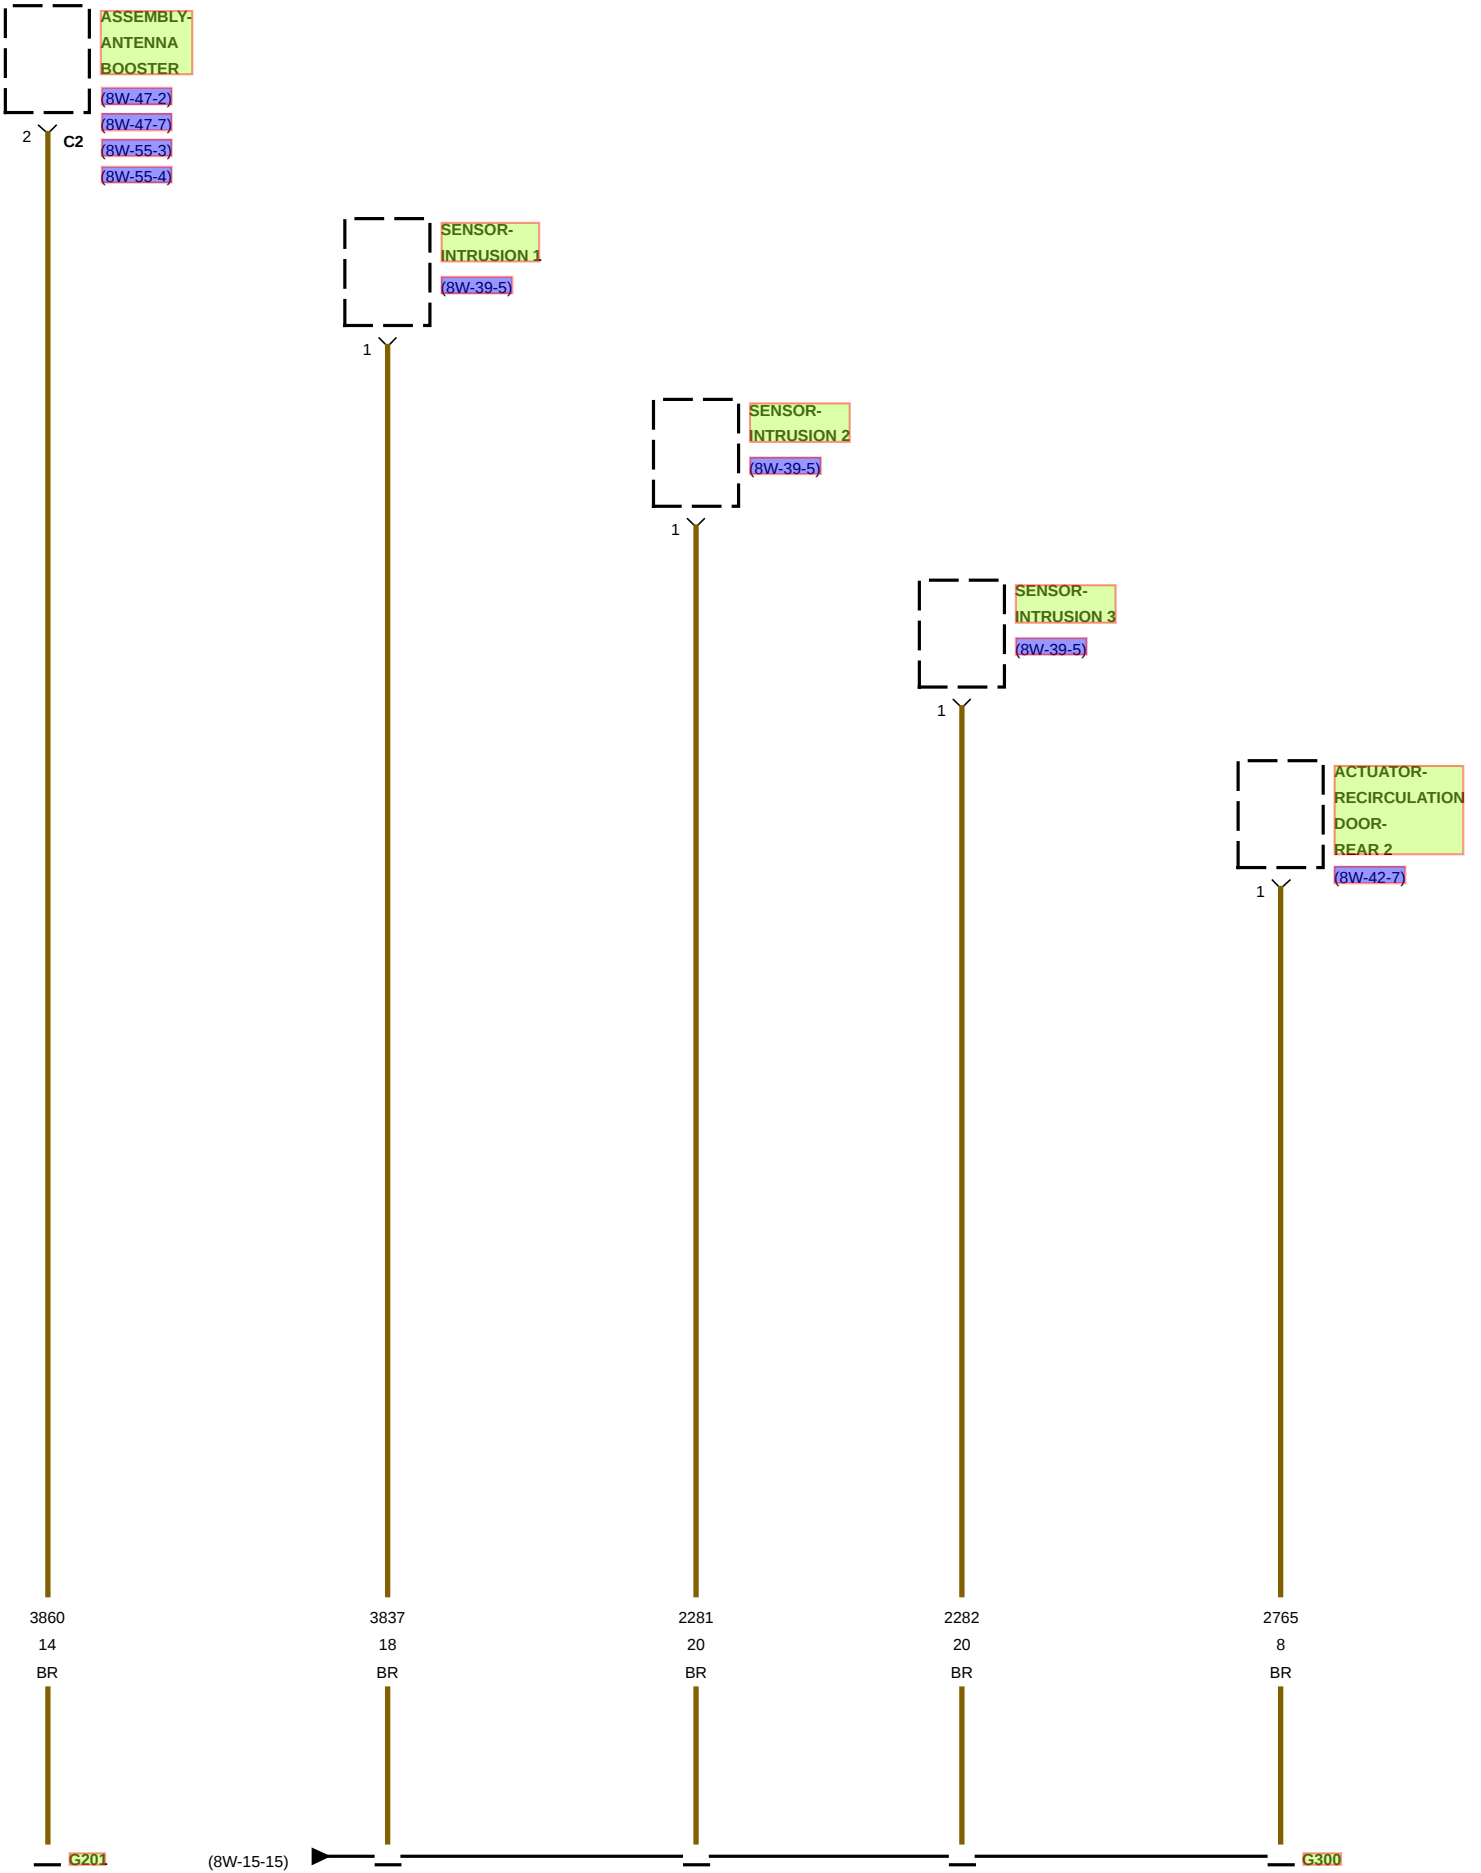 ASSEMBLY-
ANTENNA
BOOSTER
(8W-47-2)
(8W-47-7)
(8W-55-3)
(8W-55-4)
2
C2
SENSOR-
INTRUSION 1
(8W-39-5)
1
SENSOR-
INTRUSION 2
(8W-39-5)
1
SENSOR-
INTRUSION 3
(8W-39-5)
1
ACTUATOR-
RECIRCULATION
DOOR-
REAR 2
(8W-42-7)
1
3860
14
BR
3837
18
BR
2281
20
BR
2282
20
BR
2765
8
BR
G201
(8W-15-15)
G300